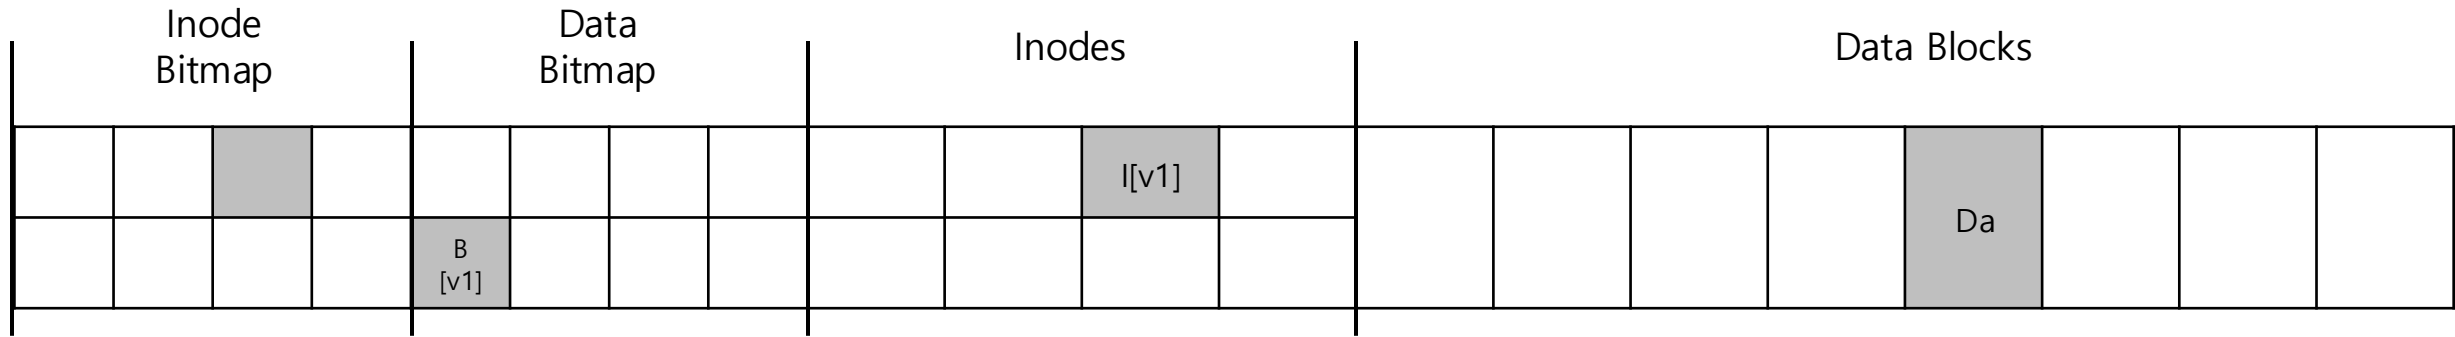 Inode
Bitmap
Data
Bitmap
Inodes
Data Blocks
I[v1]
B
[v1]
Da